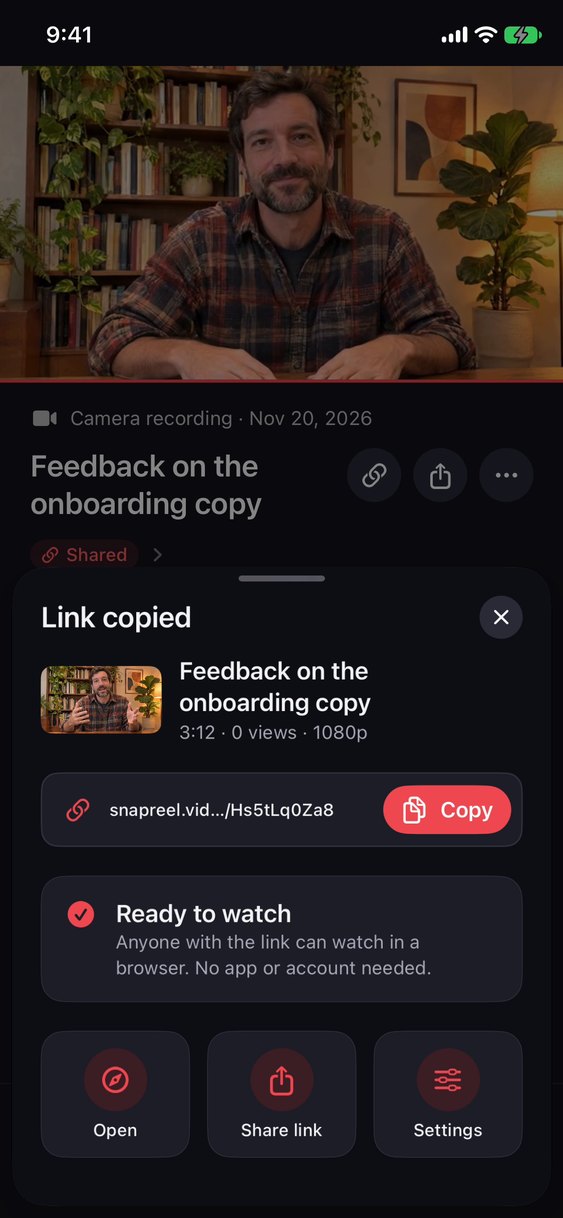 9:41
Camera recording · Nov 20, 2026
Feedback on the
onboarding copy
Shared
Link copied
Feedback on the
onboarding copy
3:12 · 0 views · 1080p
snapreel.vid.../Hs5tLq0Za8
Copy
Ready to watch
Anyone with the link can watch in a
browser. No app or account needed.
Open
Share link
Settings